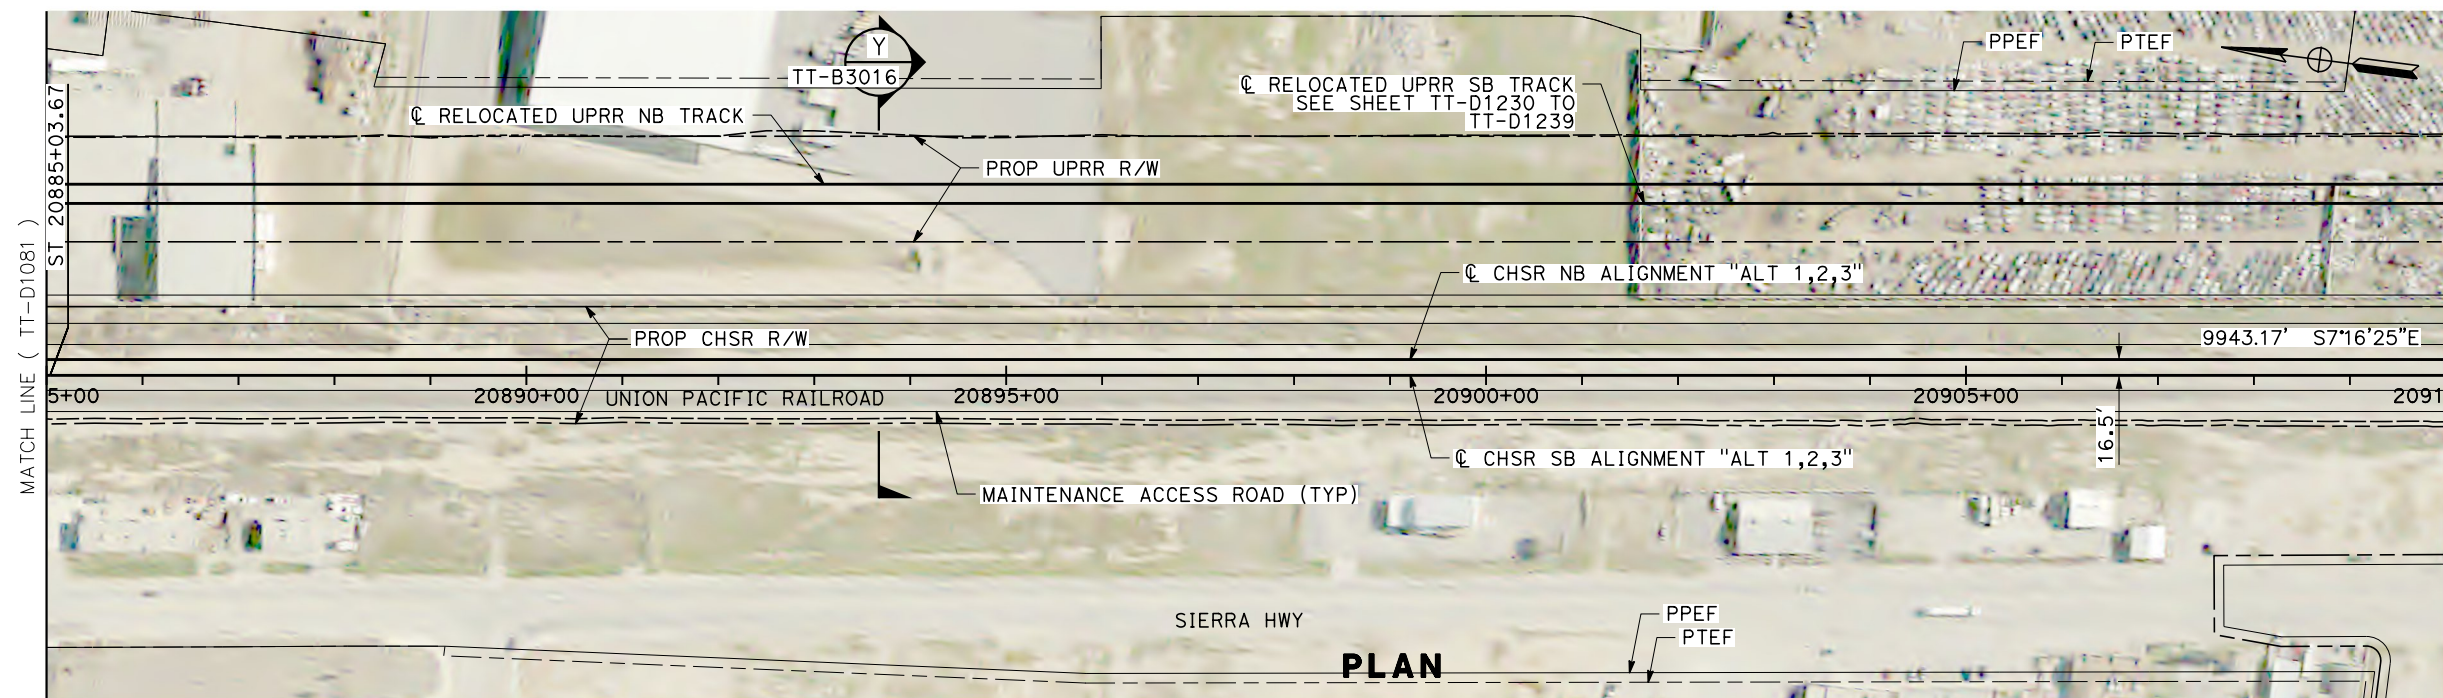 Y
TT-B3016
PPEF
PTEF
℄ RELOCATED UPRR SB TRACK
SEE SHEET TT-D1230 TO
TT-D1239
℄ RELOCATED UPRR NB TRACK
PROP UPRR R/W
MATCH LINE ( TT-D1081 )
ST 20885+03.67
℄ CHSR NB ALIGNMENT "ALT 1,2,3"
PROP CHSR R/W
9943.17' S7°16'25"E
5+00
20890+00
UNION PACIFIC RAILROAD
20895+00
20900+00
20905+00
2091
16.5'
℄ CHSR SB ALIGNMENT "ALT 1,2,3"
MAINTENANCE ACCESS ROAD (TYP)
SIERRA HWY
PPEF
PTEF
PLAN